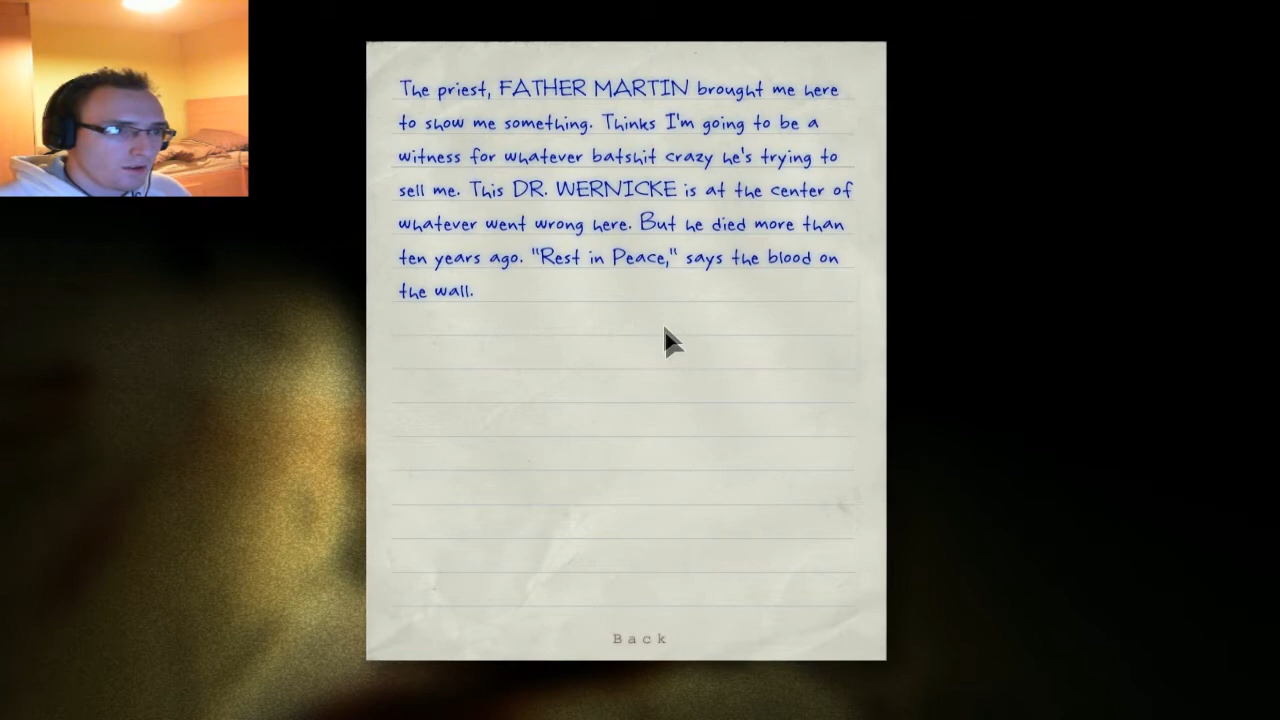 The priest, FATHER MARTIN brought me here
to show me something. Thinks I'm going to be a
witness for whatever batshit crazy he's trying to
sell me. This DR. WERNICKE is at the center of
whatever went wrong here. But he died more than
ten years ago. "Rest in Peace," says the blood on
the wall.
Back